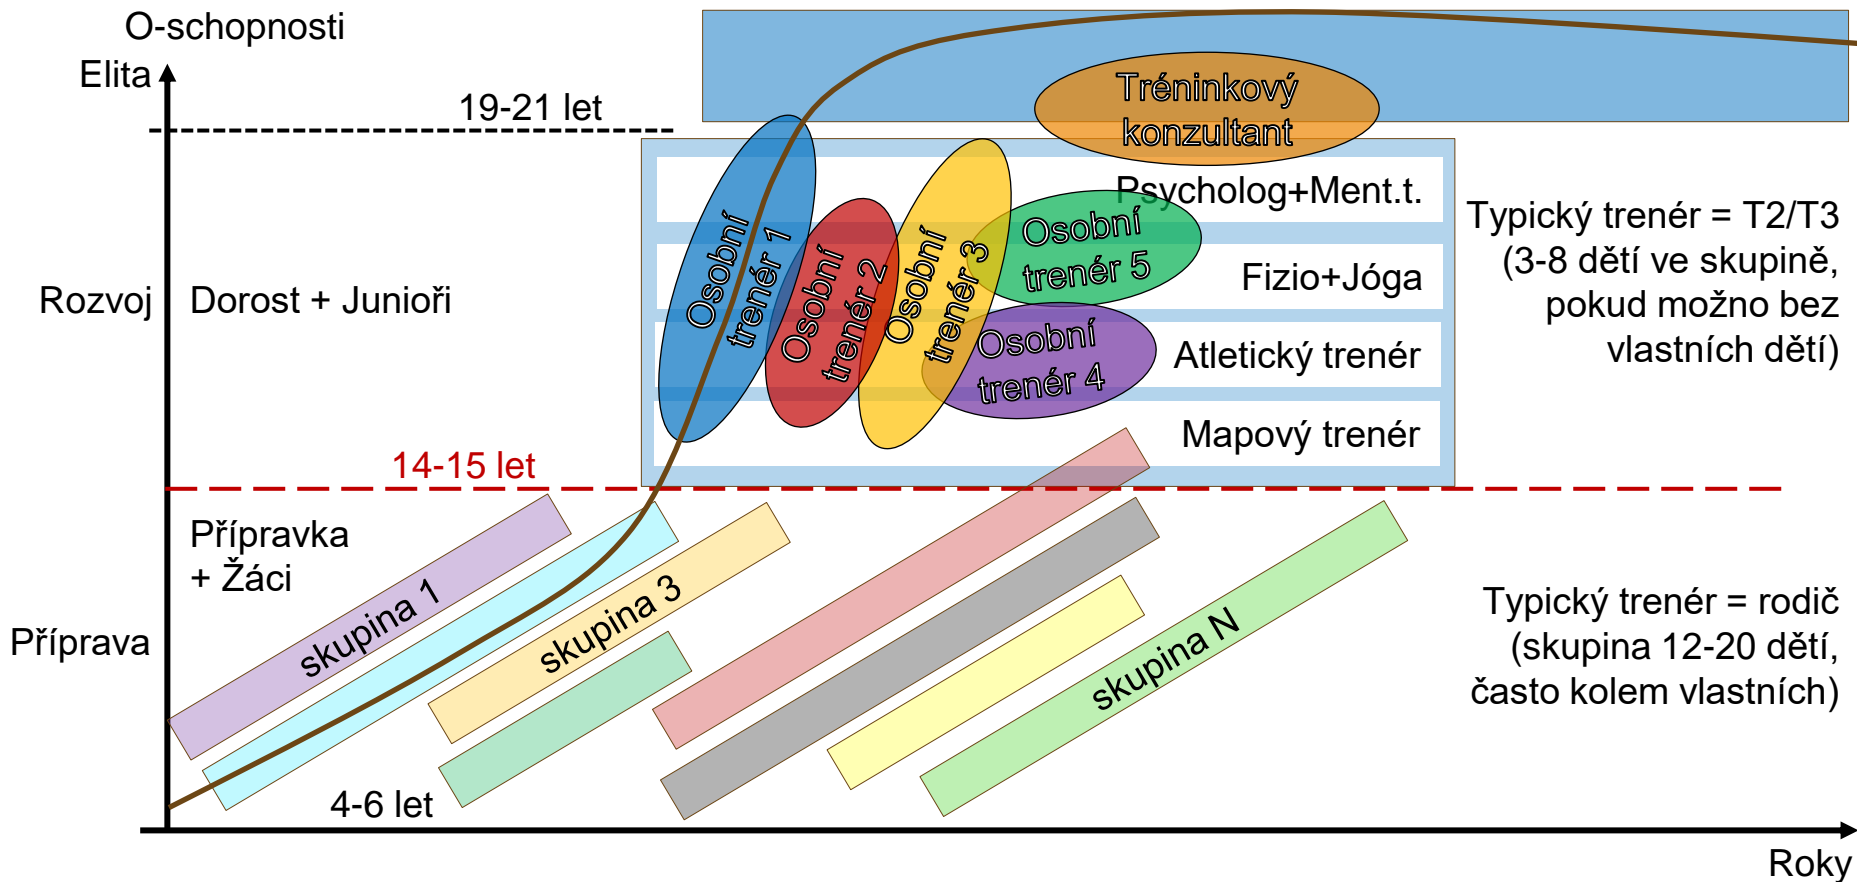 O-schopnosti
Elita
19-21 let
Tréninkový
konzultant
Psycholog+Ment.t.
Osobní
trenér 1
Osobní
trenér 2
Osobní
trenér 3
Osobní
trenér 5
Osobní
trenér 4
Fizio+Jóga
Atletický trenér
Mapový trenér
Typický trenér = T2/T3
(3-8 dětí ve skupině,
pokud možno bez
vlastních dětí)
Rozvoj
Dorost + Junioři
14-15 let
Přípravka
+ Žáci
Příprava
skupina 1
skupina 3
skupina N
Typický trenér = rodič
(skupina 12-20 dětí,
často kolem vlastních)
4-6 let
Roky